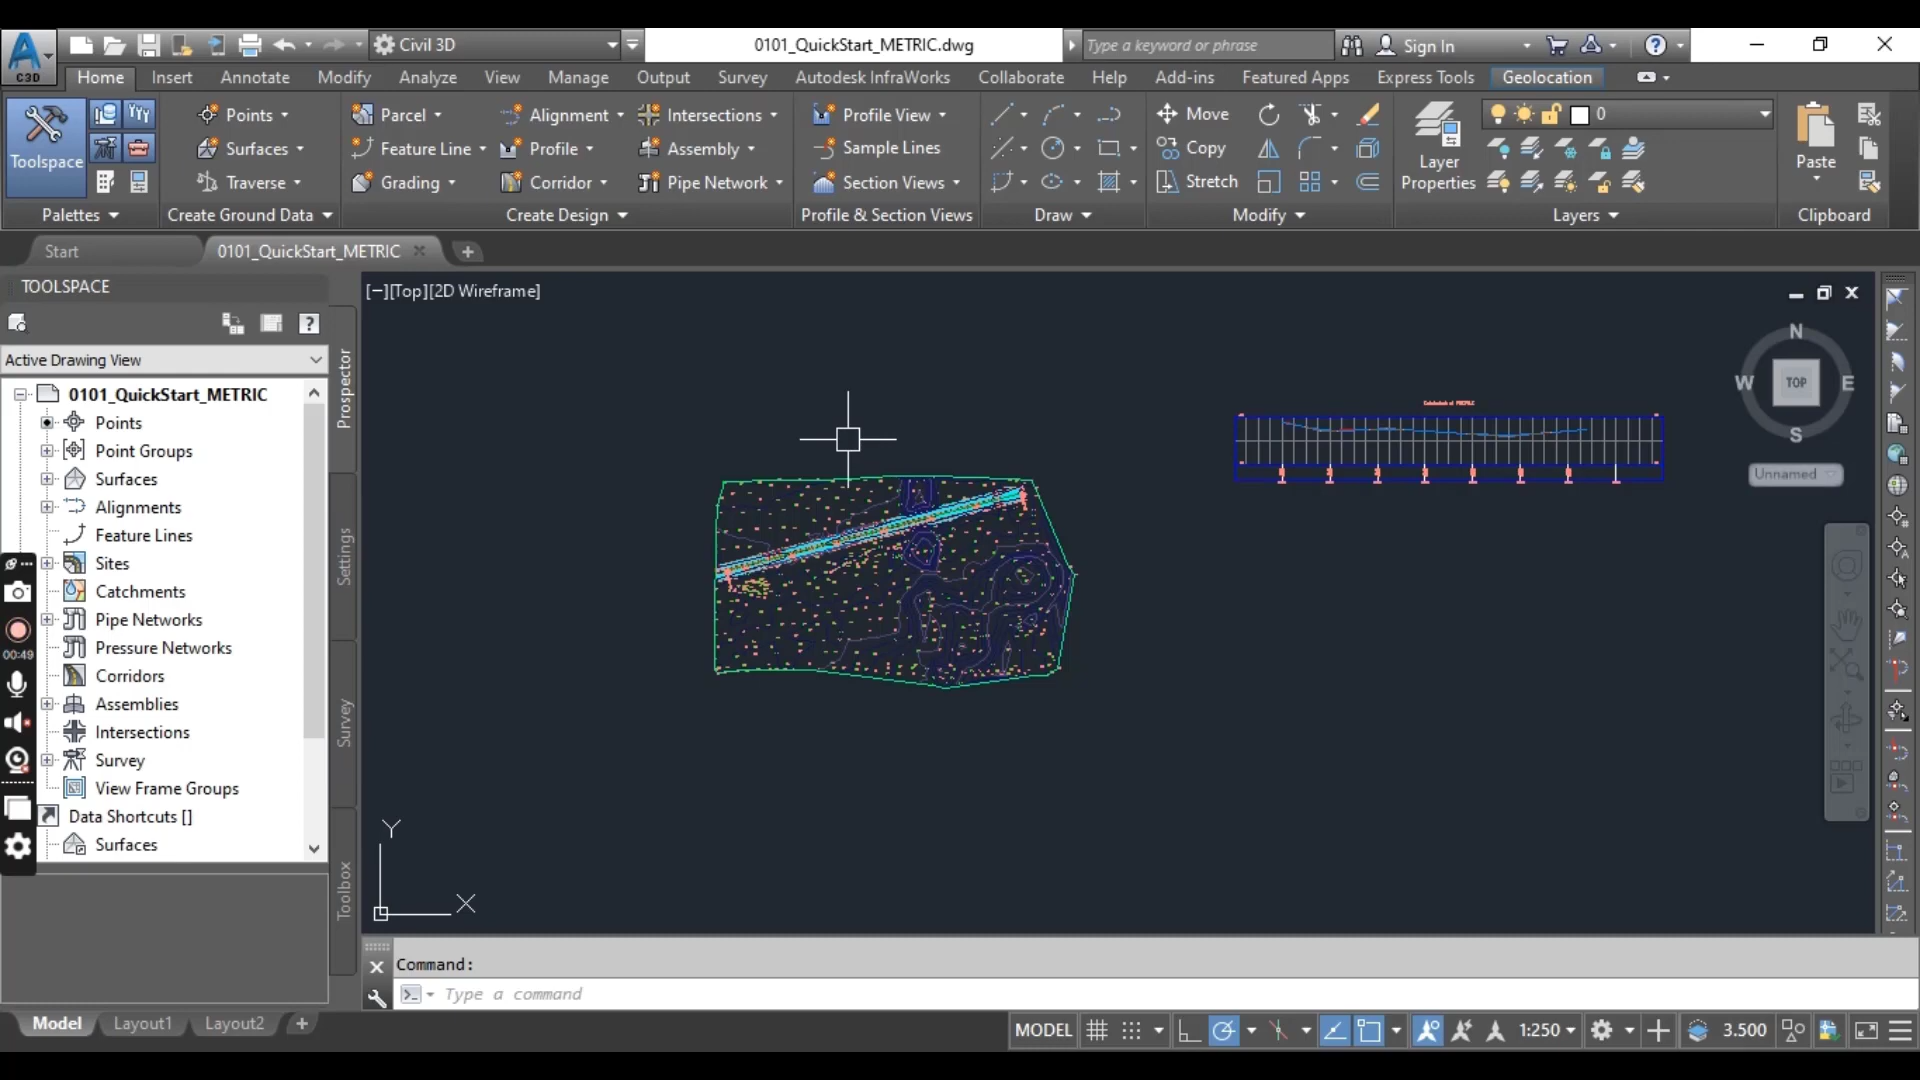 C3D
Civil 3D
0101_QuickStart_METRIC.dwg
Type a keyword or phrase
Sign In
Home Insert Annotate Modify Analyze View Manage Output Survey Autodesk InfraWorks Collaborate Help Add-ins Featured Apps Express Tools Geolocation
Toolspace
Palettes
Points
Surfaces
Traverse
Create Ground Data
Parcel
Feature Line
Grading
Alignment
Profile
Corridor
Intersections
Assembly
Pipe Network
Create Design
Profile View
Sample Lines
Section Views
Profile & Section Views
Draw
Move
Copy
Stretch
Modify
Layer
Properties
0
Layers
Paste
Clipboard
Start
0101_QuickStart_METRIC
TOOLSPACE
Active Drawing View
0101_QuickStart_METRIC
Points
Point Groups
Surfaces
Alignments
Feature Lines
Sites
Catchments
Pipe Networks
Pressure Networks
Corridors
Assemblies
Intersections
Survey
View Frame Groups
Data Shortcuts []
Surfaces
00:49
Prospector
Settings
Survey
Toolbox
[−][Top][2D Wireframe]
N
W TOP E
S
Unnamed
Y
X
Command:
Type a command
Model Layout1 Layout2
MODEL 1:250 3.500